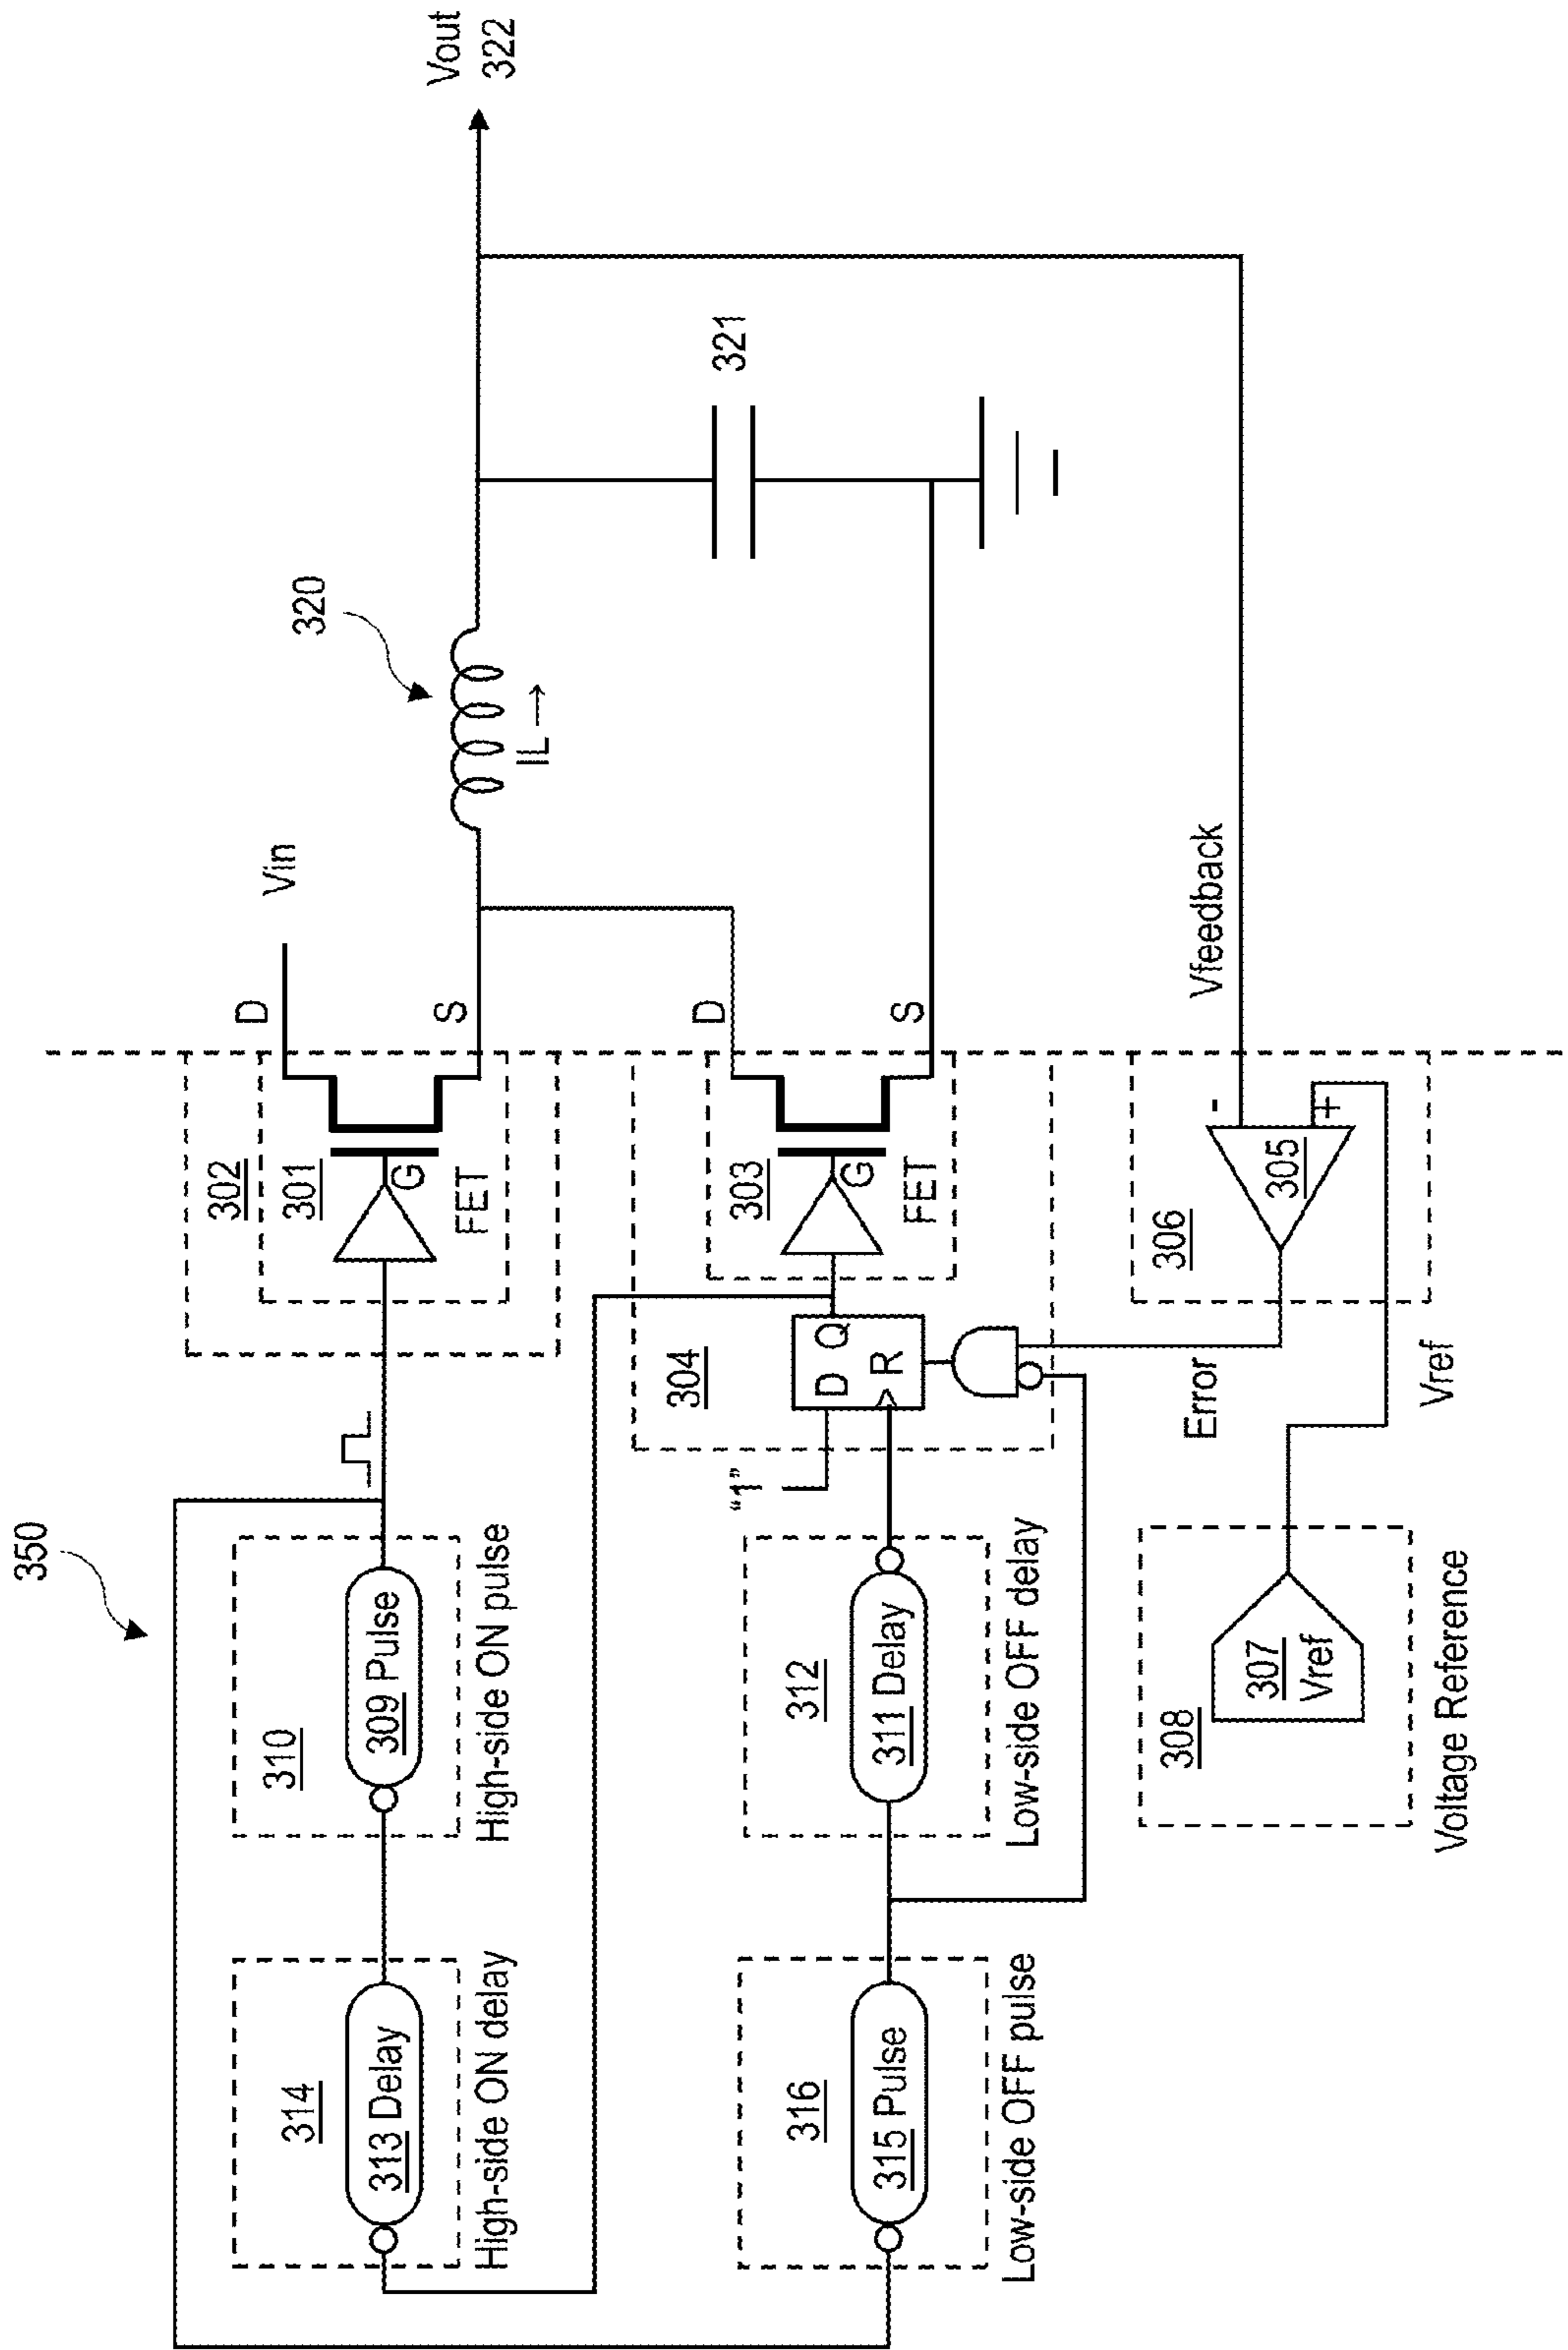 350
Vout
322
320
IL →
321
Vin
D
S
302
301
G
FET
310
309 Pulse
High-side ON pulse
314
313 Delay
High-side ON delay
D
S
303
G
FET
304
D Q
R
"1"
312
311 Delay
Low-side OFF delay
316
315 Pulse
Low-side OFF pulse
Vfeedback
-
+
305
306
Error
Vref
308
307
Vref
Voltage Reference